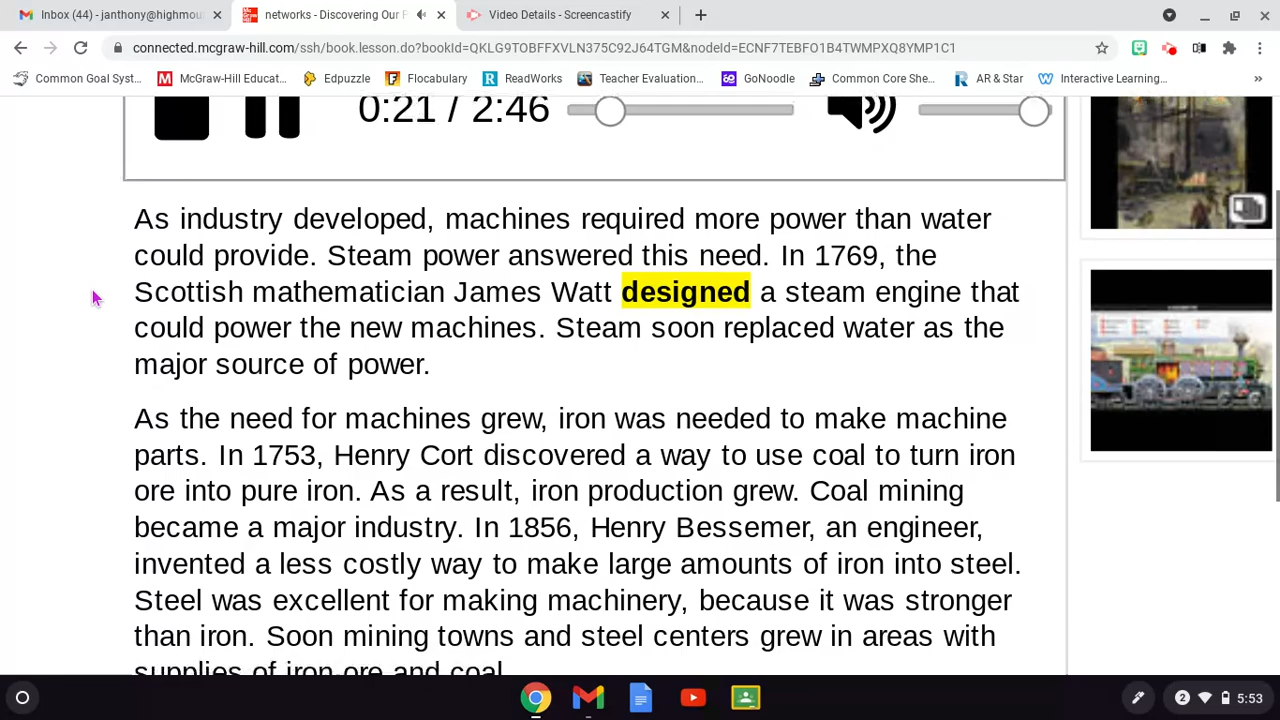 Inbox (44) - janthony@highmou
networks - Discovering Our F
Video Details - Screencastify
connected.mcgraw-hill.com/ssh/book.lesson.do?bookId=QKLG9TOBFFXVLN375C92J64TGM&nodeId=ECNF7TEBFO1B4TWMPXQ8YMP1C1
Common Goal Syst... McGraw-Hill Educat... Edpuzzle Flocabulary ReadWorks Teacher Evaluation... GoNoodle Common Core She... AR & Star Interactive Learning...
0:21 / 2:46
As industry developed, machines required more power than water
could provide. Steam power answered this need. In 1769, the
Scottish mathematician James Watt designed a steam engine that
could power the new machines. Steam soon replaced water as the
major source of power.
As the need for machines grew, iron was needed to make machine
parts. In 1753, Henry Cort discovered a way to use coal to turn iron
ore into pure iron. As a result, iron production grew. Coal mining
became a major industry. In 1856, Henry Bessemer, an engineer,
invented a less costly way to make large amounts of iron into steel.
Steel was excellent for making machinery, because it was stronger
than iron. Soon mining towns and steel centers grew in areas with
supplies of iron ore and coal.
2 5:53